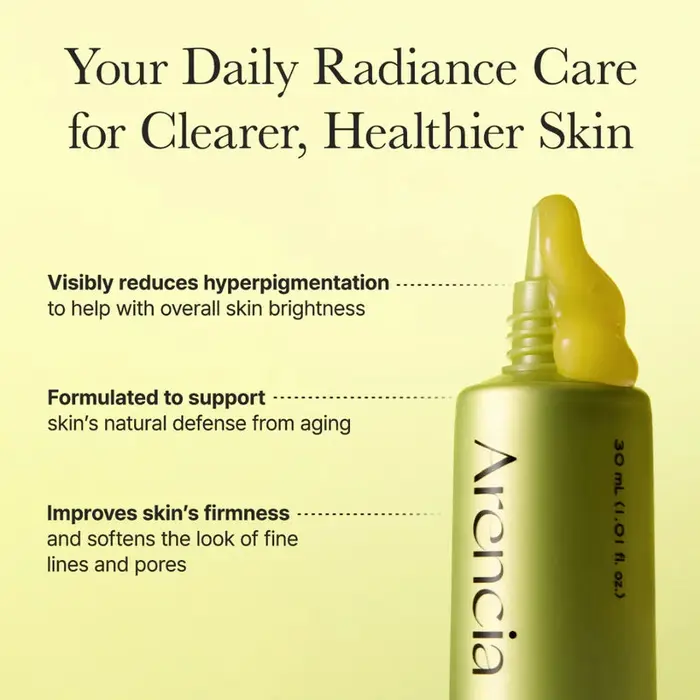 Your Daily Radiance Care
for Clearer, Healthier Skin
Visibly reduces hyperpigmentation
to help with overall skin brightness
Formulated to support
skin's natural defense from aging
Improves skin's firmness
and softens the look of fine
lines and pores
Arencia
30 mL (1.01 fl. oz.)